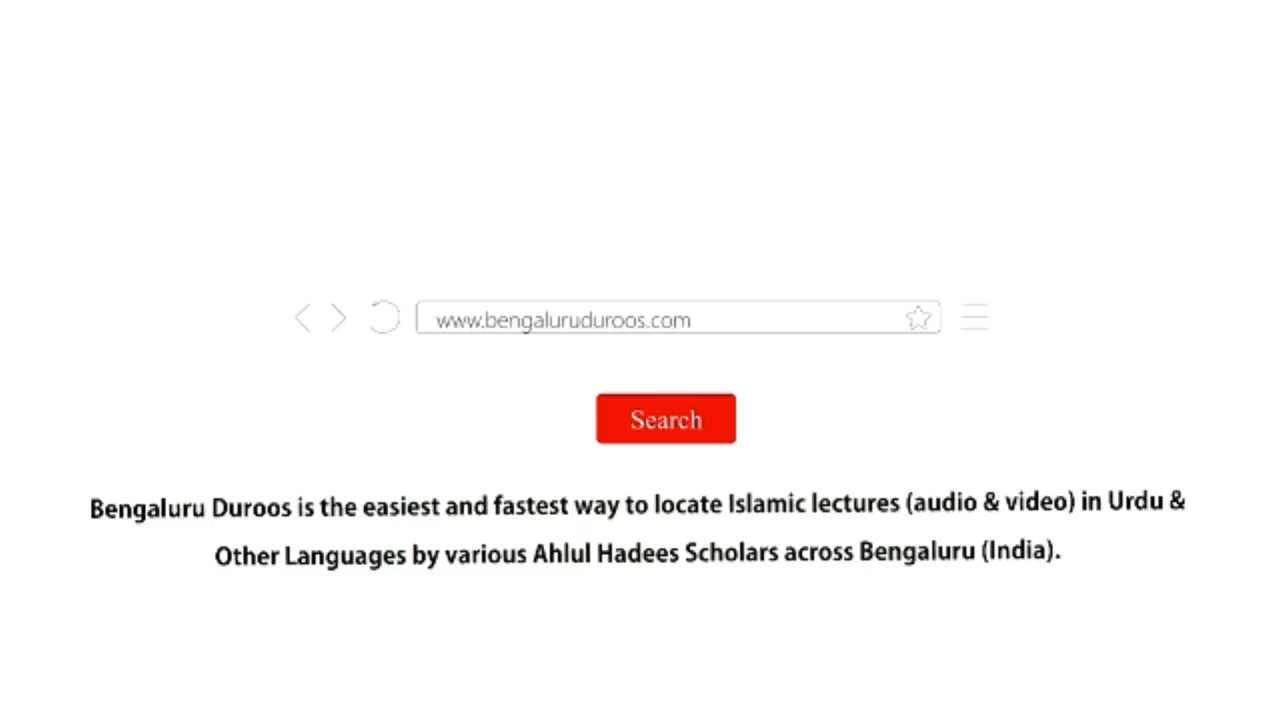 www.bengaluruduroos.com
Search
Bengaluru Duroos is the easiest and fastest way to locate Islamic lectures (audio & video) in Urdu &
Other Languages by various Ahlul Hadees Scholars across Bengaluru (India).